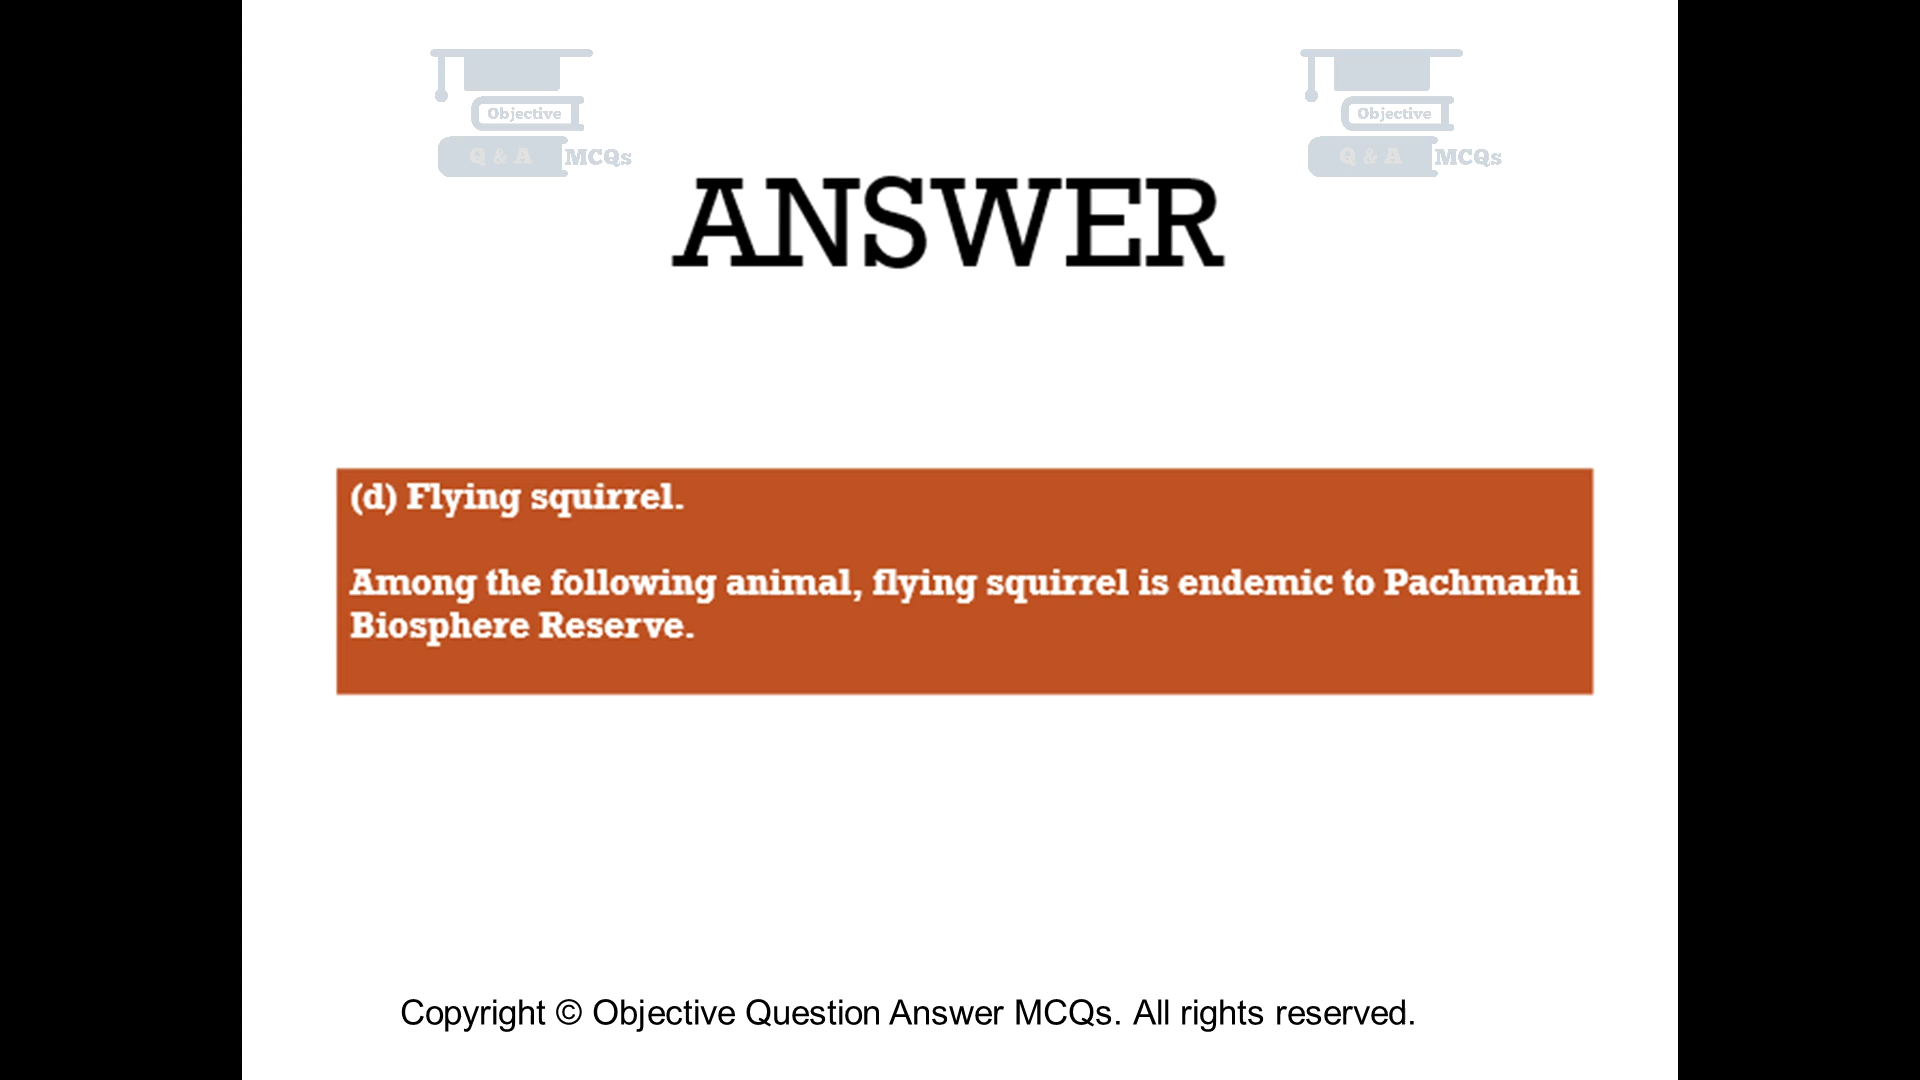 Objective
Q & A MCQs
Objective
Q & A MCQs
ANSWER
(d) Flying squirrel.
Among the following animal, flying squirrel is endemic to Pachmarhi
Biosphere Reserve.
Copyright © Objective Question Answer MCQs. All rights reserved.